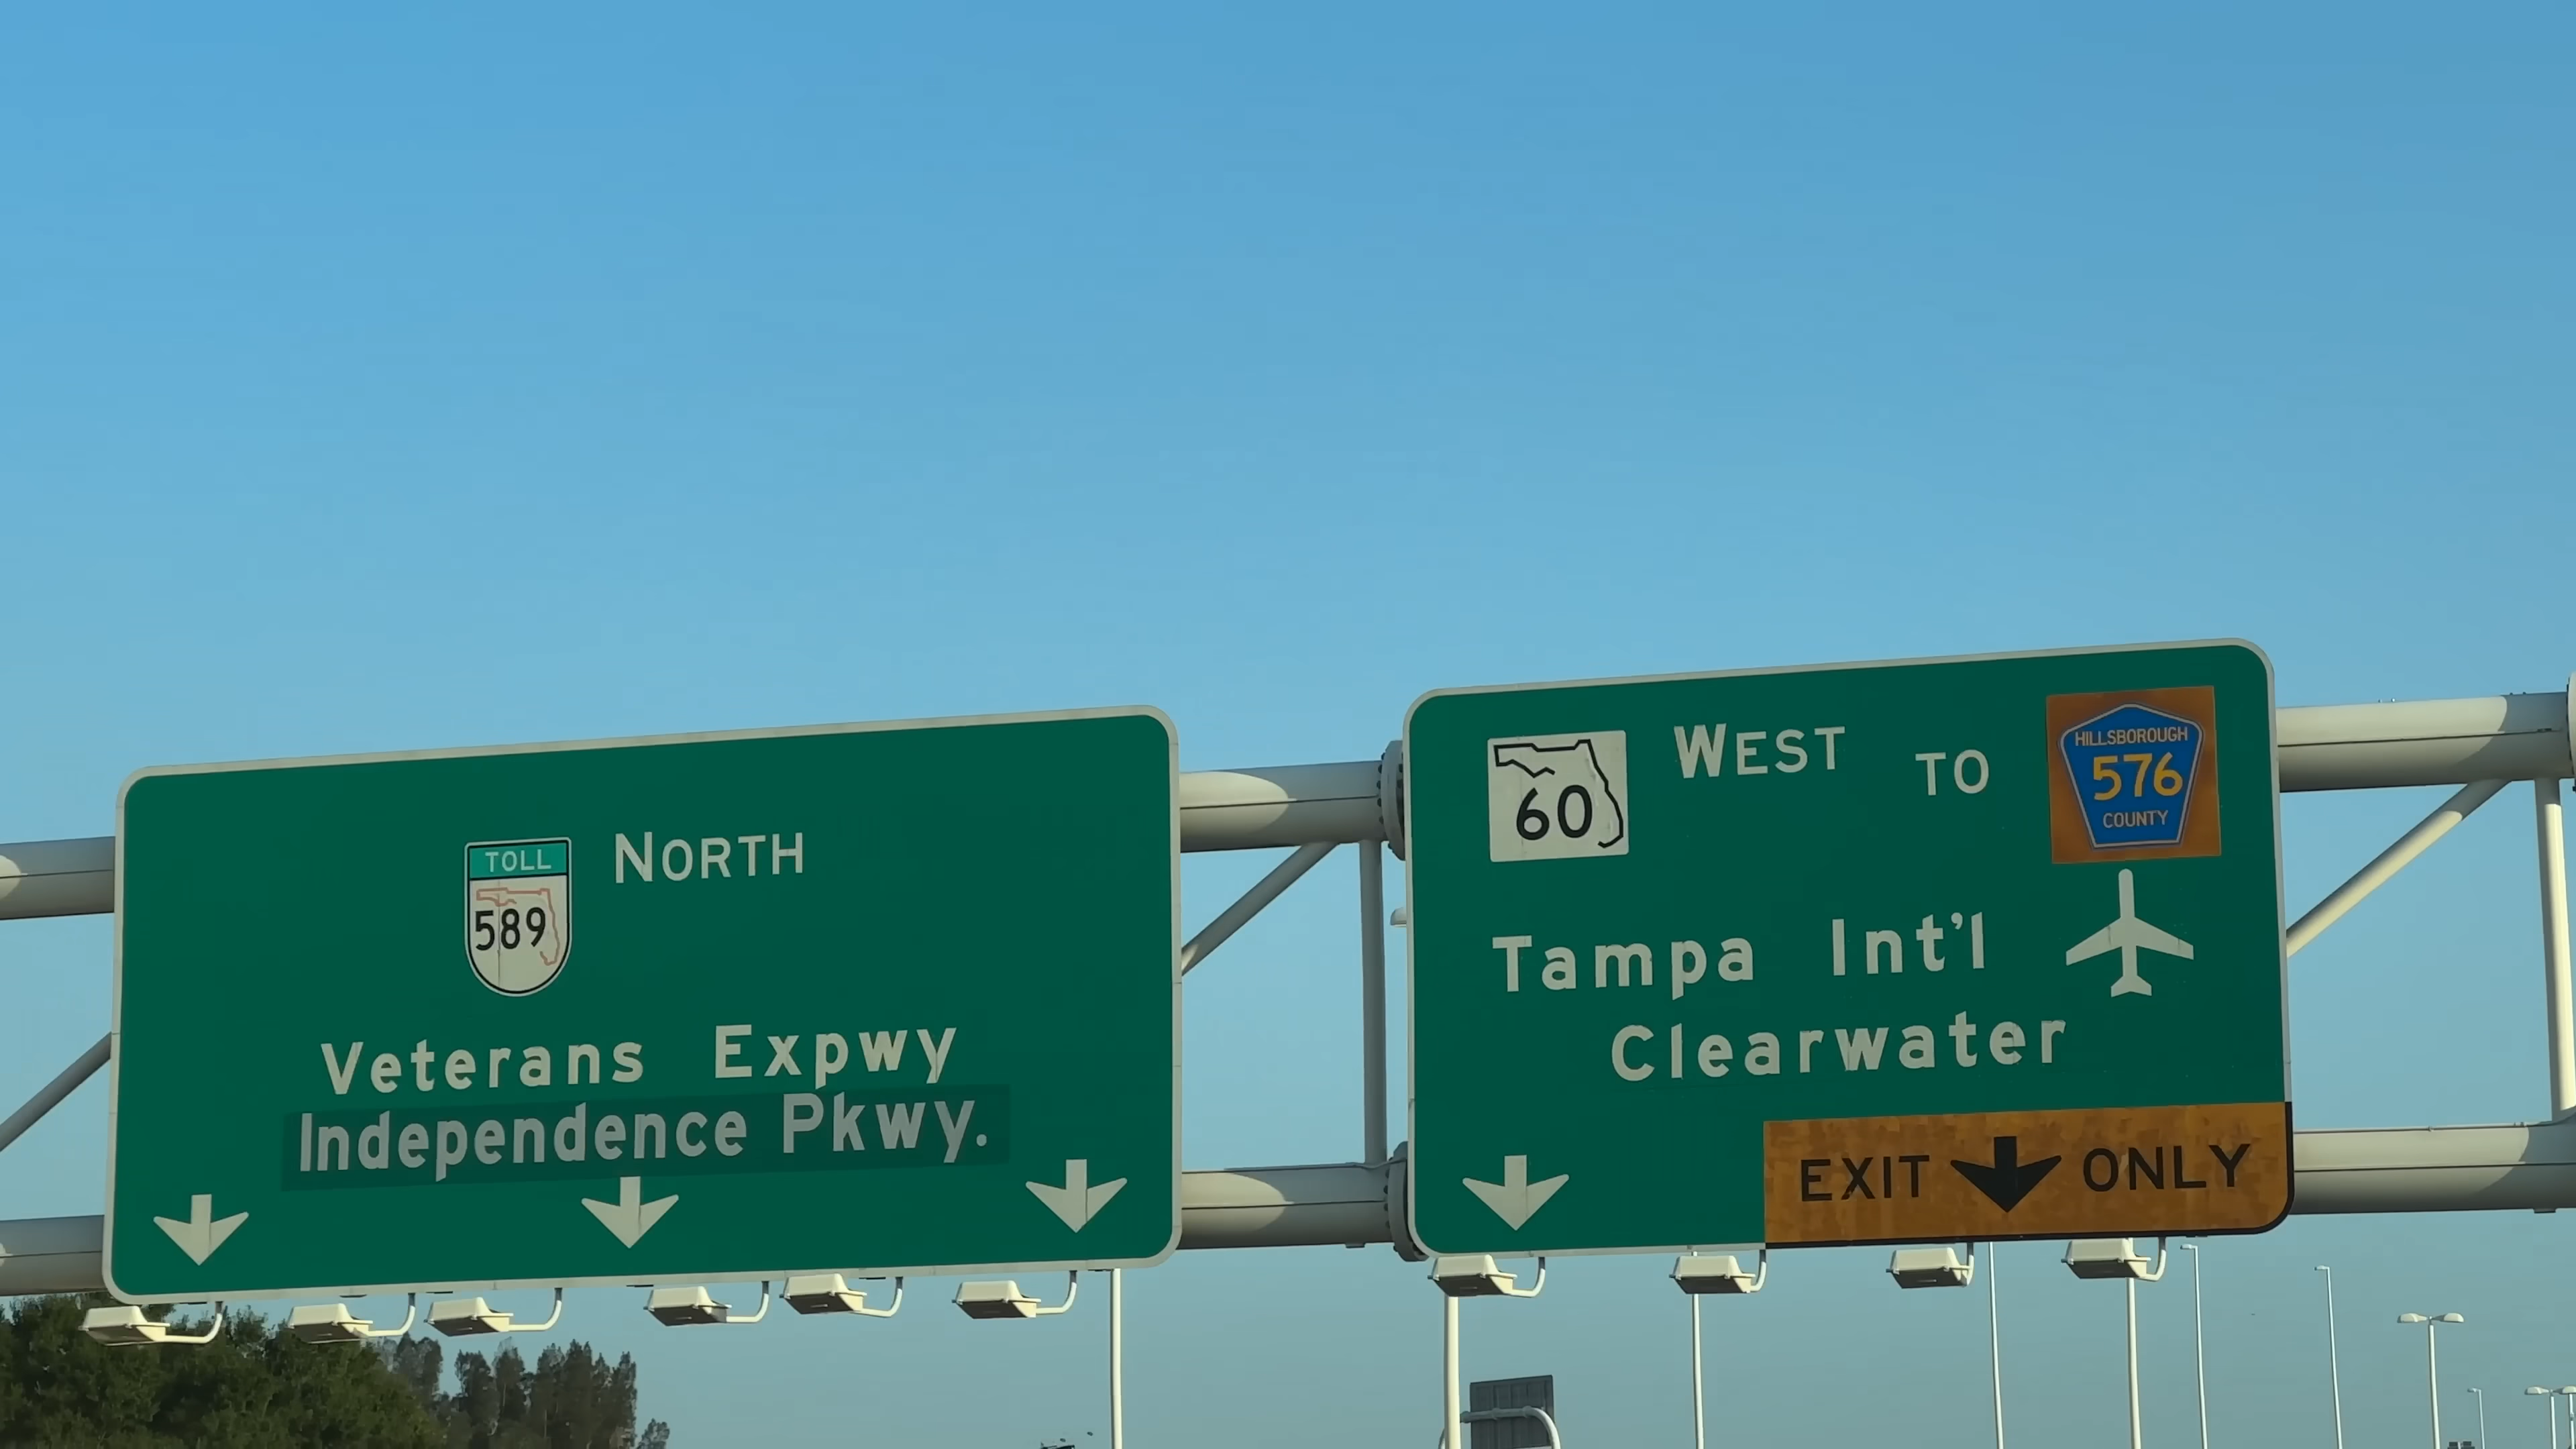 TOLL
589
NORTH
Veterans Expwy
Independence Pkwy.
60
WEST TO
HILLSBOROUGH
576
COUNTY
Tampa Int'l
Clearwater
EXIT ONLY